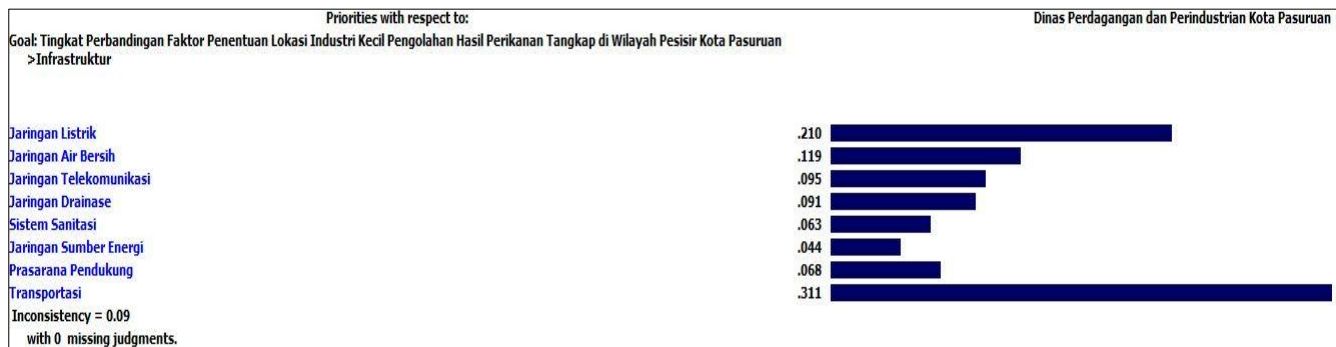 Priorities with respect to:
Dinas Perdagangan dan Perindustrian Kota Pasuruan
Goal: Tingkat Perbandingan Faktor Penentuan Lokasi Industri Kecil Pengolahan Hasil Perikanan Tangkap di Wilayah Pesisir Kota Pasuruan
>Infrastruktur
Jaringan Listrik .210
Jaringan Air Bersih .119
Jaringan Telekomunikasi .095
Jaringan Drainase .091
Sistem Sanitasi .063
Jaringan Sumber Energi .044
Prasarana Pendukung .068
Transportasi .311
Inconsistency = 0.09
with 0 missing judgments.